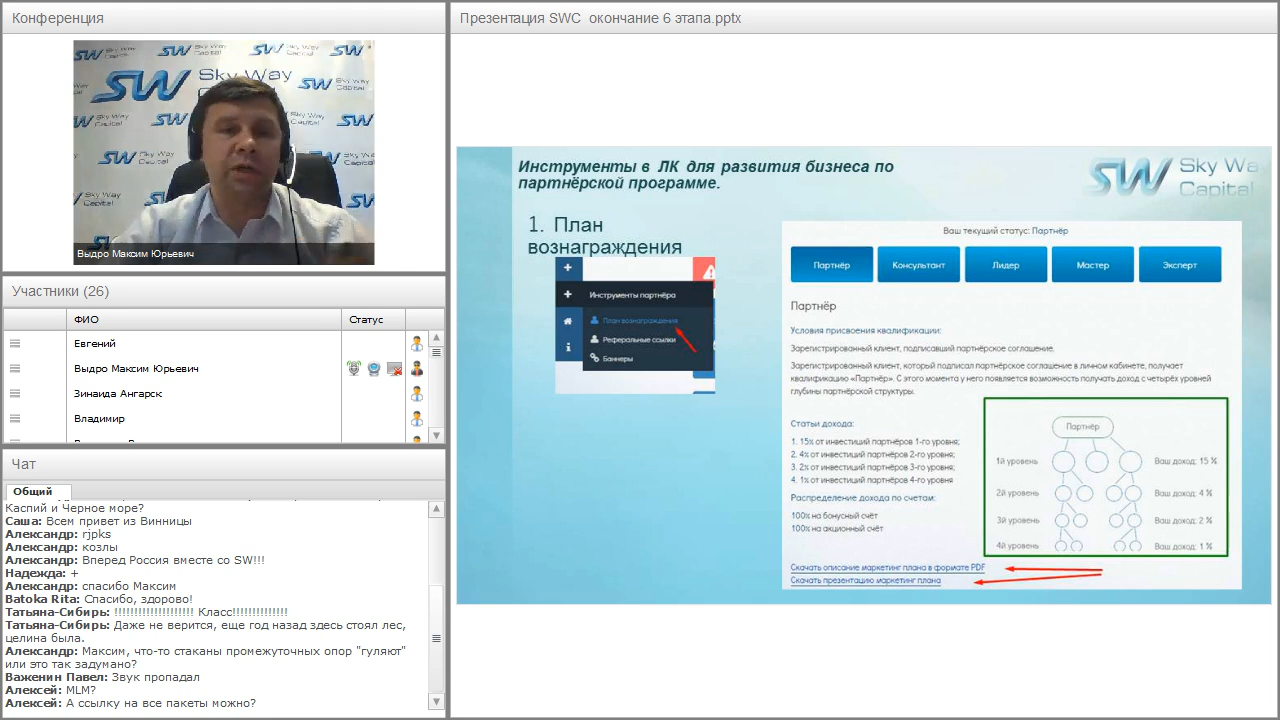 Конференция
SW
Sky Way
Capital
Выдро Максим Юрьевич
Участники (26)
ФИО
Статус
Евгений
Выдро Максим Юрьевич
Зинаида Ангарск
Владимир
Чат
Общий
Каспий и Черное море?
Саша: Всем привет из Винницы
Александр: rjpks
Александр: козлы
Александр: Вперед Россия вместе со SW!!!
Надежда: +
Александр: спасибо Максим
Batoka Rita: Спасибо, здорово!
Татьяна-Сибирь: !!!!!!!!!!!!!!!!!!!! Класс!!!!!!!!!!!!!!
Татьяна-Сибирь: Даже не верится, еще год назад здесь стоял лес,
целина была.
Александр: Максим, что-то стаканы промежуточных опор "гуляют"
или это так задумано?
Важенин Павел: Звук пропадал
Алексей: MLM?
Алексей: А ссылку на все пакеты можно?
Презентация SWC окончание 6 этапа.pptx
Инструменты в ЛК для развития бизнеса по
партнёрской программе.
SW Sky Wa
Capital
1. План
вознаграждения
Инструменты партнёра
План вознаграждения
Реферальные ссылки
Баннеры
Ваш текущий статус: Партнёр
Партнёр
Консультант
Лидер
Мастер
Эксперт
Партнёр
Условия присвоения квалификации:
Зарегистрированный клиент, подписавший партнёрское соглашение.
Зарегистрированный клиент, который подписал партнёрское соглашение в личном кабинете, получает
квалификацию «Партнёр». С этого момента у него появляется возможность получать доход с четырёх уровней
глубины партнёрской структуры.
Статьи дохода:
1. 15% от инвестиций партнёров 1-го уровня;
2. 4% от инвестиций партнёров 2-го уровня;
3. 2% от инвестиций партнёров 3-го уровня;
4. 1% от инвестиций партнёров 4-го уровня
Распределение дохода по счетам:
100% на бонусный счёт
100% на акционный счёт
Партнёр
1й уровень
Ваш доход: 15 %
2й уровень
Ваш доход: 4 %
3й уровень
Ваш доход: 2 %
4й уровень
Ваш доход: 1 %
Скачать описание маркетинг плана в формате PDF
Скачать презентацию маркетинг плана